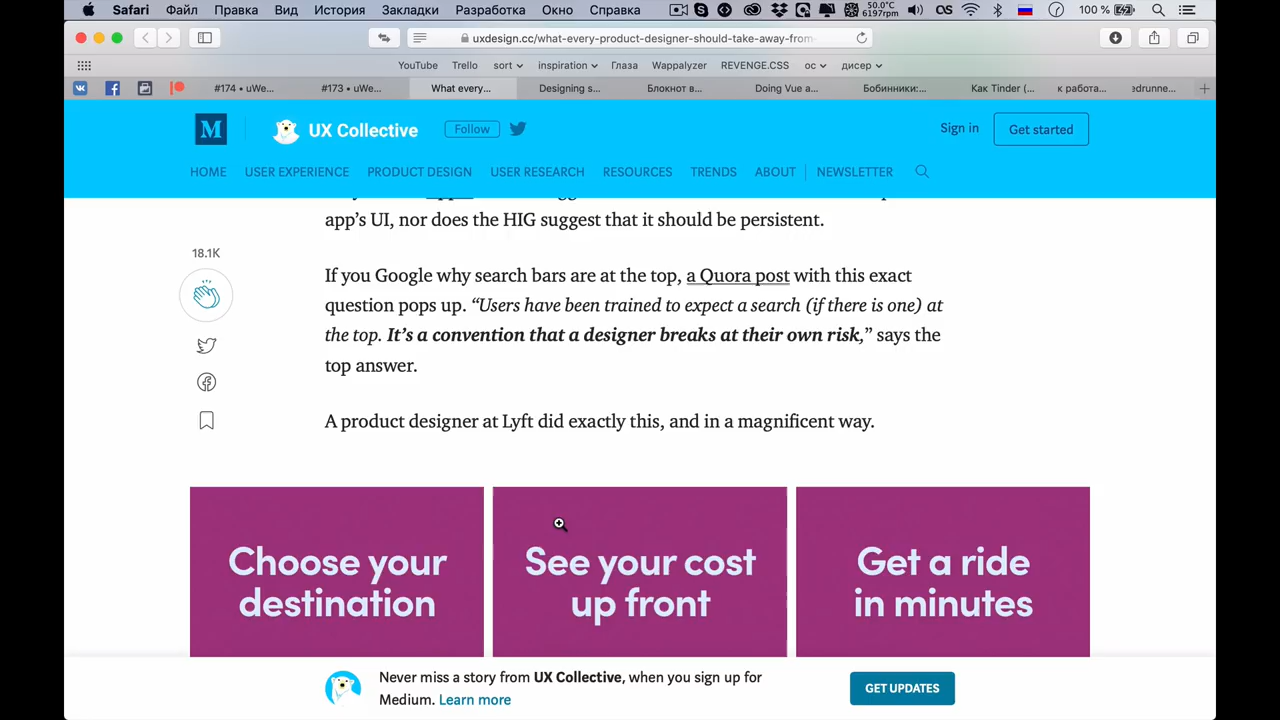 Safari Файл Правка Вид История Закладки Разработка Окно Справка 50.0°C 6197rpm 100 %
uxdesign.cc/what-every-product-designer-should-take-away-from-
YouTube Trello sort inspiration Глаза Wappalyzer REVENGE.CSS ос дисер
#174 • uWe... #173 • uWe... What every... Designing s... Блокнот в... Doing Vue a... Бобинники:... Как Tinder (... к работа... edrunne...
M UX Collective Follow Sign in Get started
HOME USER EXPERIENCE PRODUCT DESIGN USER RESEARCH RESOURCES TRENDS ABOUT NEWSLETTER
app’s UI, nor does the HIG suggest that it should be persistent.
18.1K
If you Google why search bars are at the top, a Quora post with this exact
question pops up. “Users have been trained to expect a search (if there is one) at
the top. It’s a convention that a designer breaks at their own risk,” says the
top answer.
A product designer at Lyft did exactly this, and in a magnificent way.
Choose your
destination
See your cost
up front
Get a ride
in minutes
Never miss a story from UX Collective, when you sign up for
Medium. Learn more
GET UPDATES